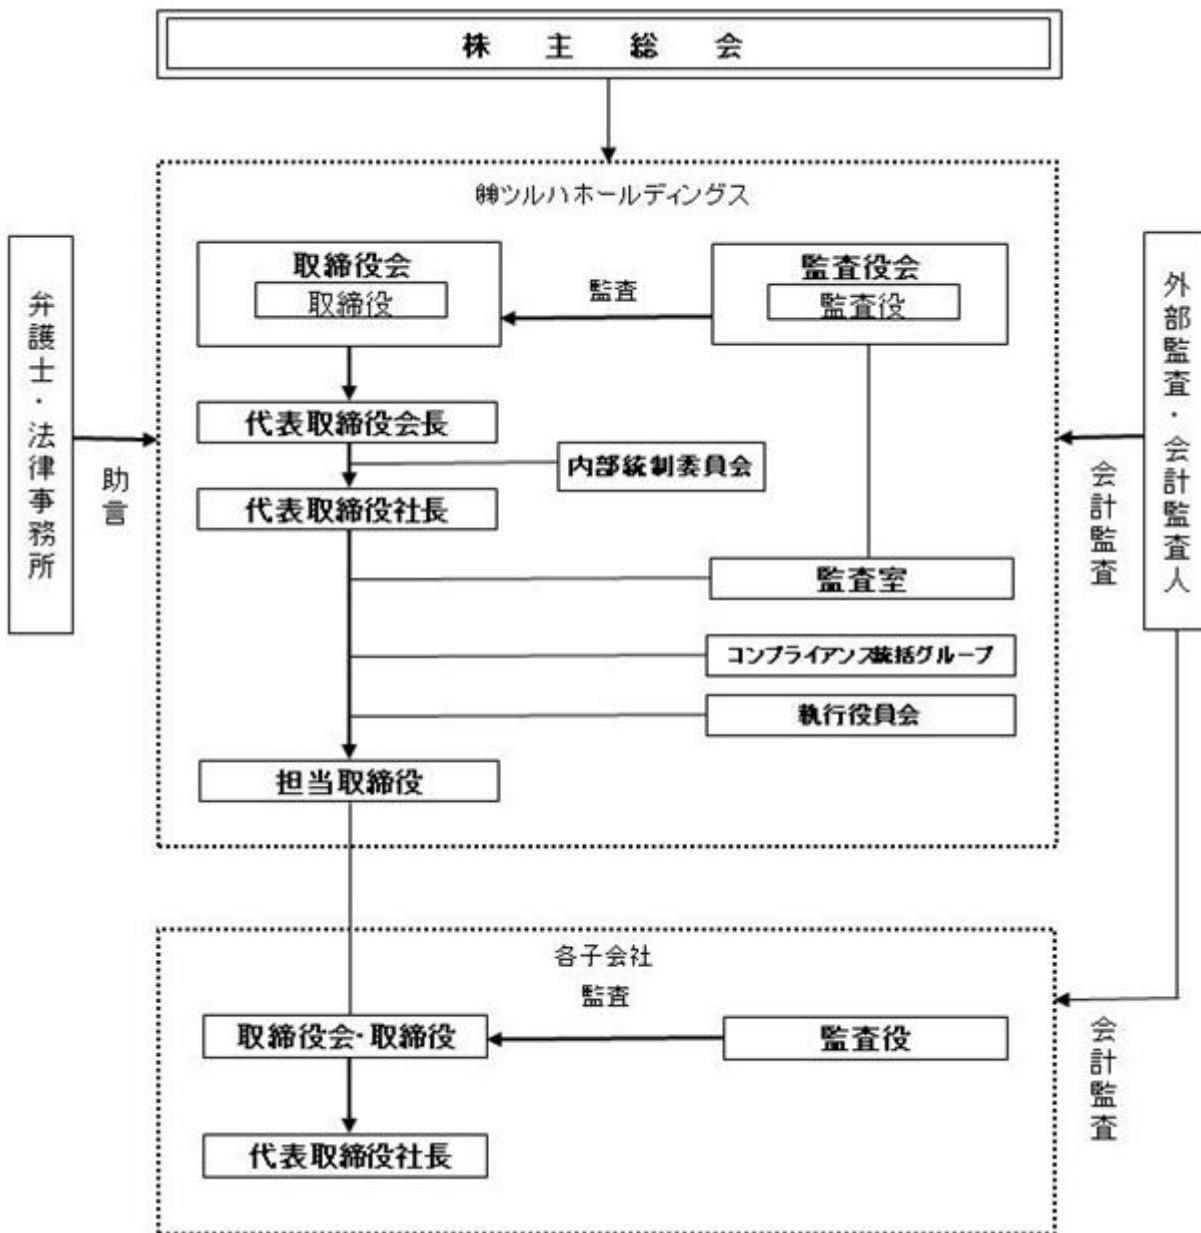 株主総会
㈱ツルハホールディングス
取締役会
取締役
監査
監査役会
監査役
弁護士・法律事務所
助言
外部監査・会計監査人
会計監査
代表取締役会長
内部統制委員会
代表取締役社長
監査室
コンプライアンス統括グループ
執行役員会
担当取締役
各子会社
監査
取締役会・取締役
監査役
会計監査
代表取締役社長